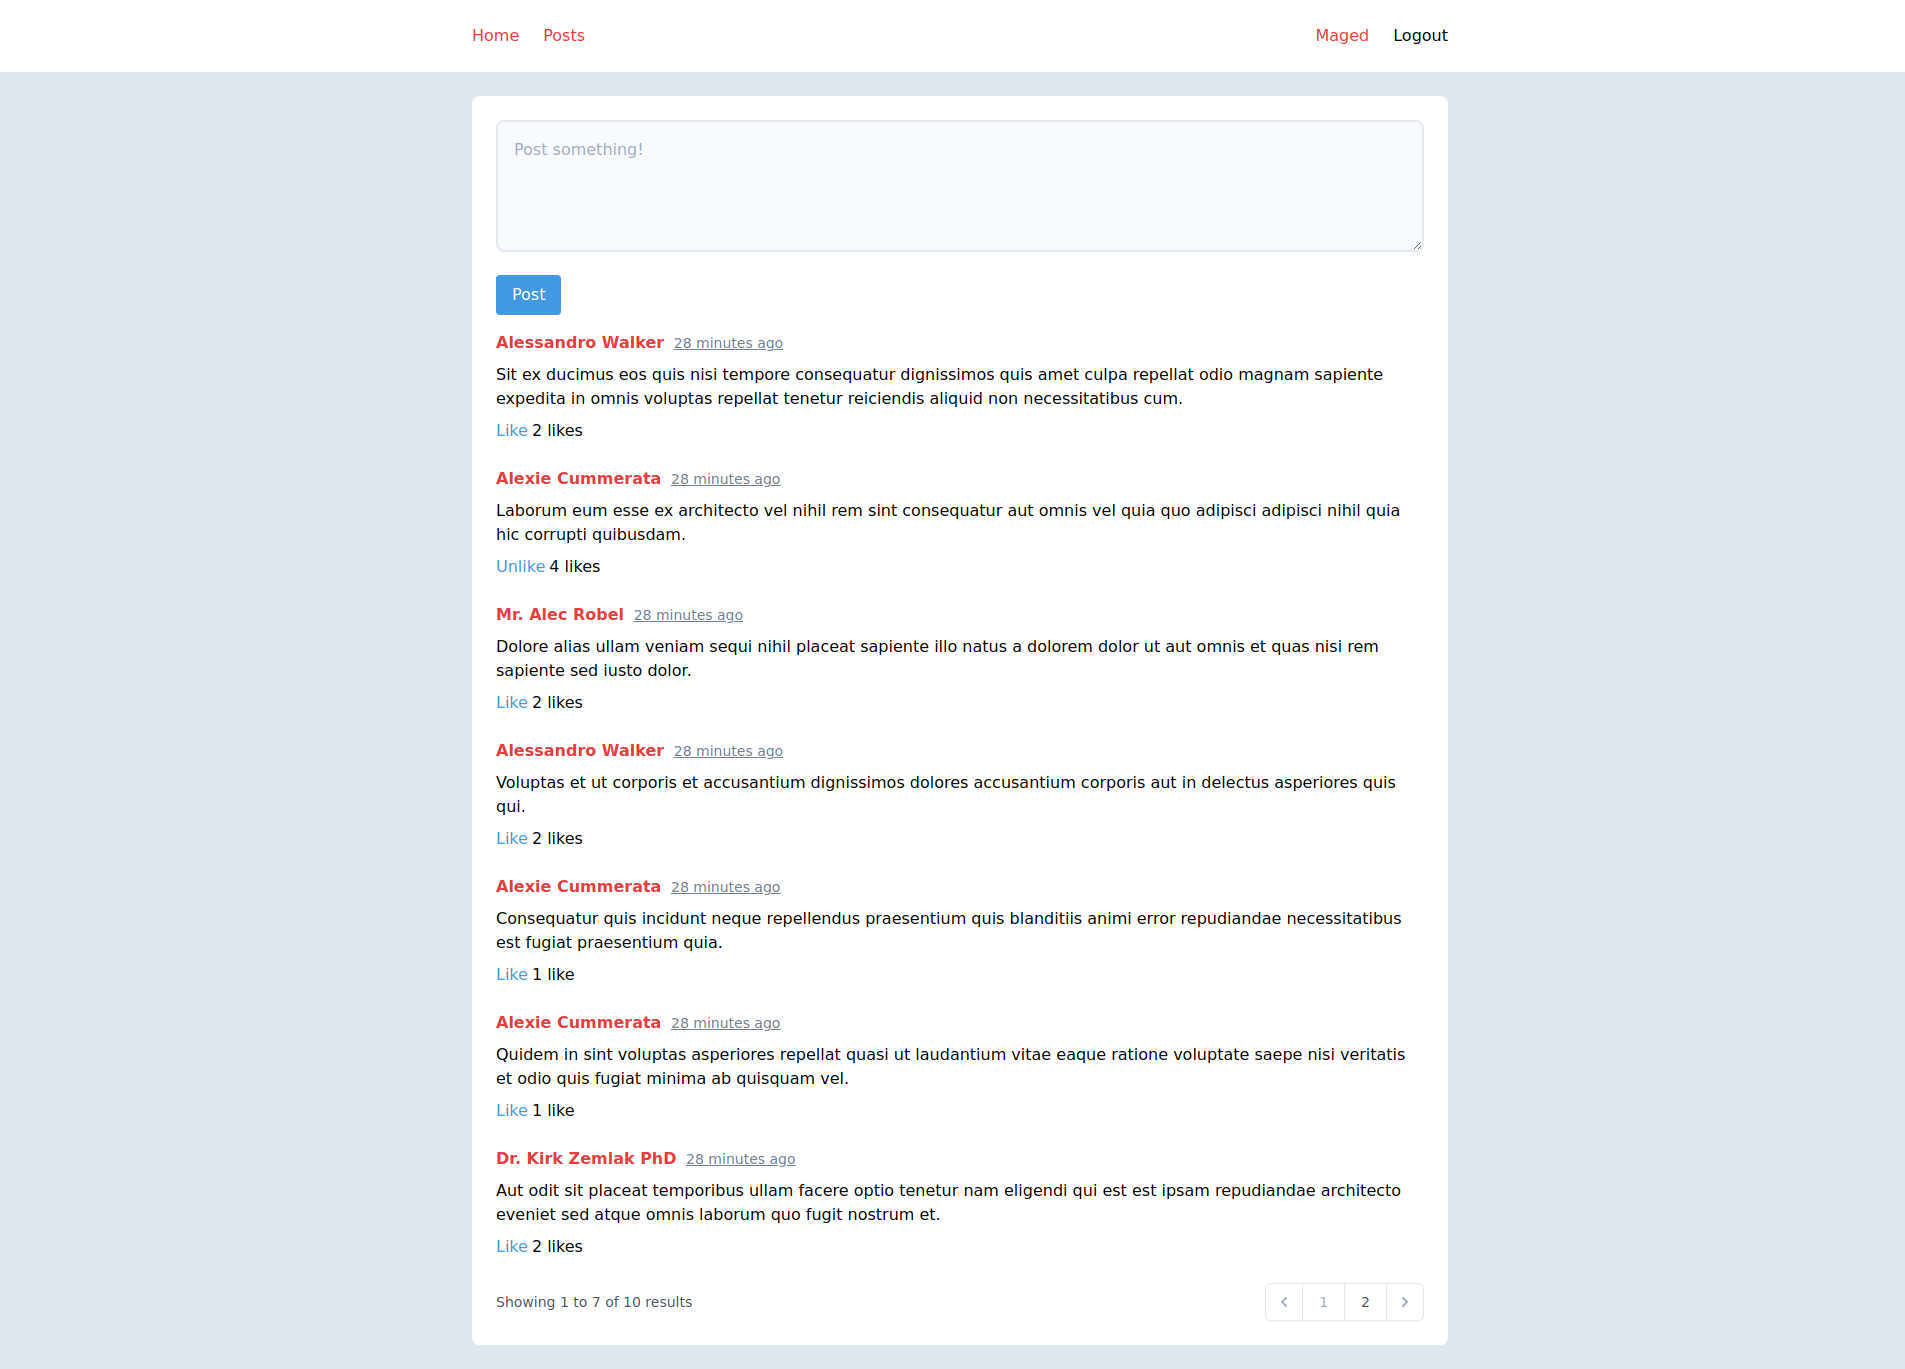 Home Posts Maged Logout
Post something!
Post
Alessandro Walker 28 minutes ago
Sit ex ducimus eos quis nisi tempore consequatur dignissimos quis amet culpa repellat odio magnam sapiente
expedita in omnis voluptas repellat tenetur reiciendis aliquid non necessitatibus cum.
Like 2 likes
Alexie Cummerata 28 minutes ago
Laborum eum esse ex architecto vel nihil rem sint consequatur aut omnis vel quia quo adipisci adipisci nihil quia
hic corrupti quibusdam.
Unlike 4 likes
Mr. Alec Robel 28 minutes ago
Dolore alias ullam veniam sequi nihil placeat sapiente illo natus a dolorem dolor ut aut omnis et quas nisi rem
sapiente sed iusto dolor.
Like 2 likes
Alessandro Walker 28 minutes ago
Voluptas et ut corporis et accusantium dignissimos dolores accusantium corporis aut in delectus asperiores quis
qui.
Like 2 likes
Alexie Cummerata 28 minutes ago
Consequatur quis incidunt neque repellendus praesentium quis blanditiis animi error repudiandae necessitatibus
est fugiat praesentium quia.
Like 1 like
Alexie Cummerata 28 minutes ago
Quidem in sint voluptas asperiores repellat quasi ut laudantium vitae eaque ratione voluptate saepe nisi veritatis
et odio quis fugiat minima ab quisquam vel.
Like 1 like
Dr. Kirk Zemlak PhD 28 minutes ago
Aut odit sit placeat temporibus ullam facere optio tenetur nam eligendi qui est est ipsam repudiandae architecto
eveniet sed atque omnis laborum quo fugit nostrum et.
Like 2 likes
Showing 1 to 7 of 10 results 1 2